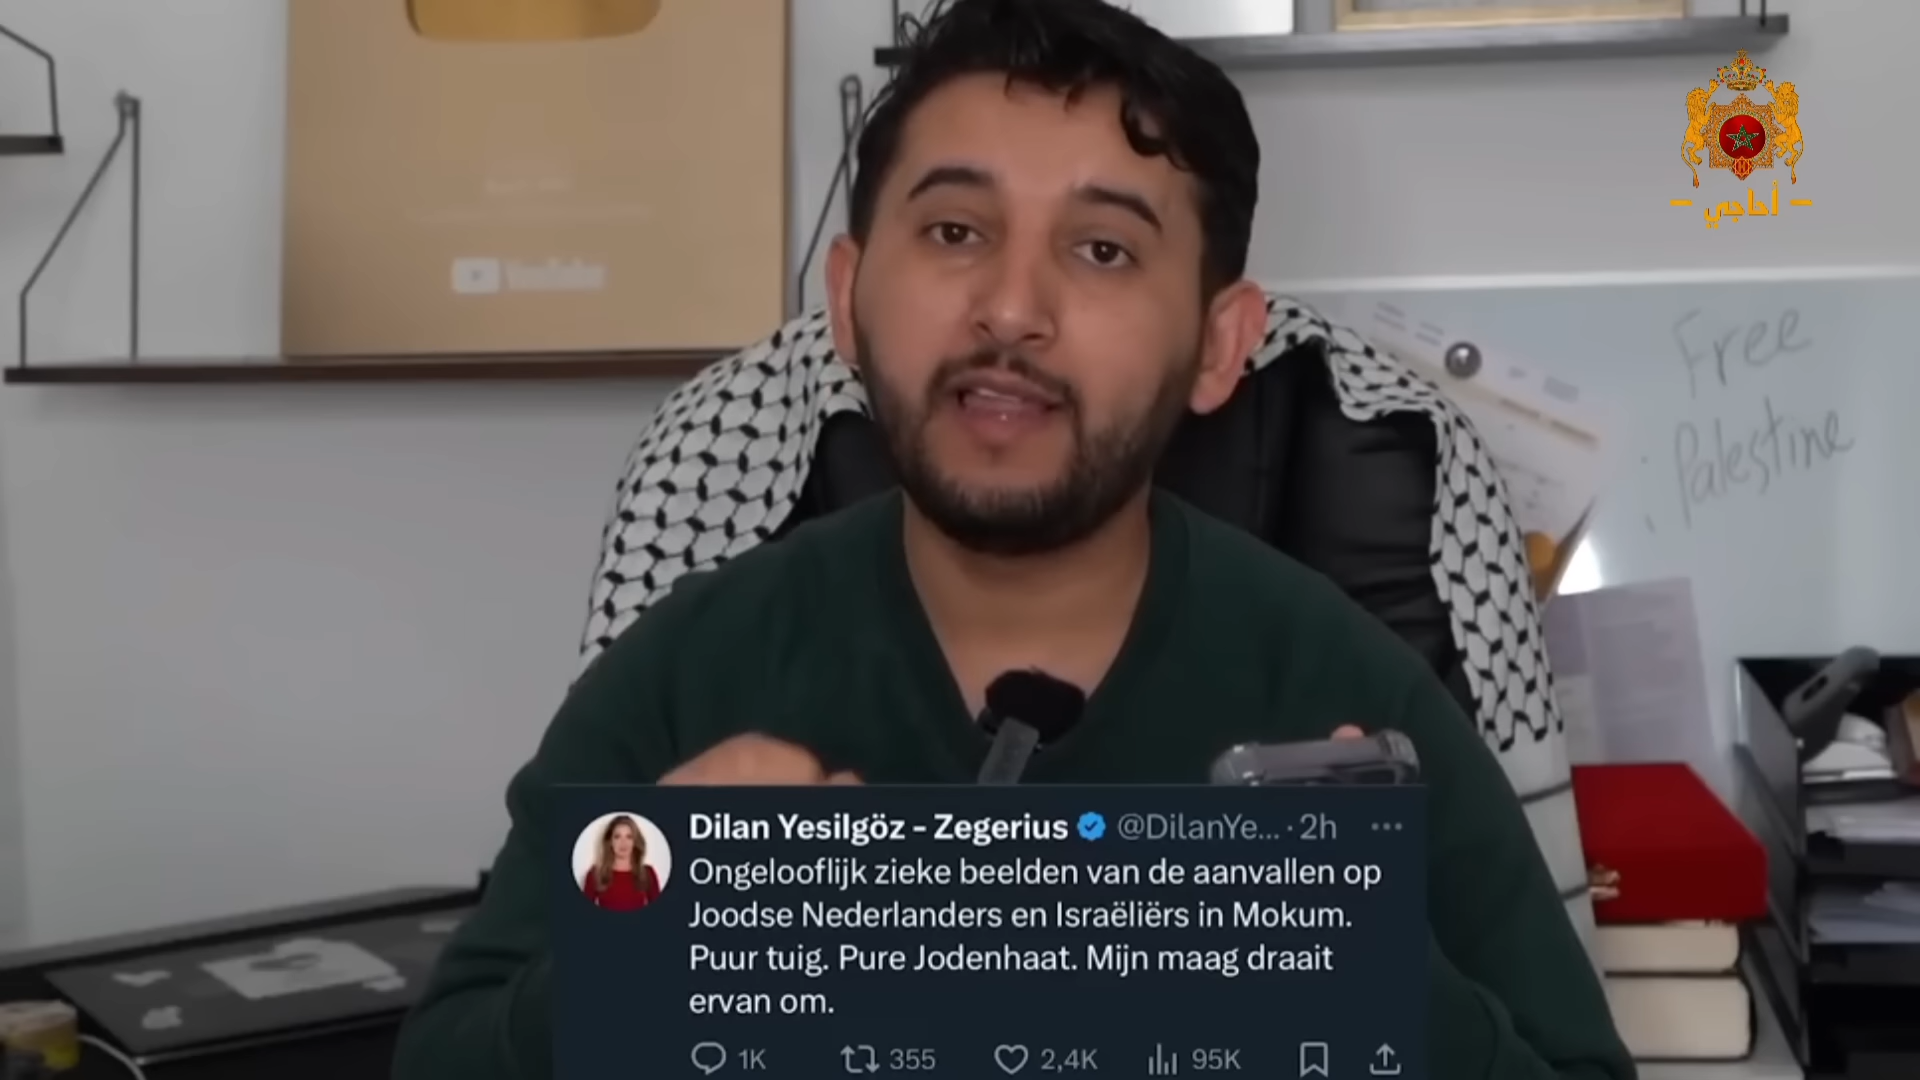 YouTube
أحاجي
Free
Palestine
Dilan Yesilgöz - Zegerius @DilanYe... · 2h
Ongelooflijk zieke beelden van de aanvallen op
Joodse Nederlanders en Israëliërs in Mokum.
Puur tuig. Pure Jodenhaat. Mijn maag draait
ervan om.
1K 355 2,4K 95K